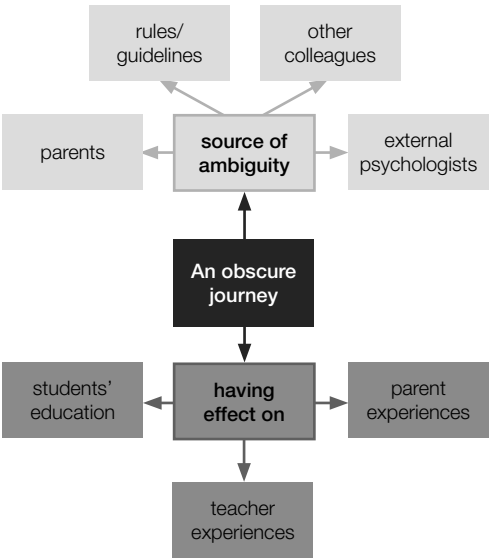 rules/
guidelines
other
colleagues
parents
source of
ambiguity
external
psychologists
An obscure
journey
students’
education
having
effect on
parent
experiences
teacher
experiences